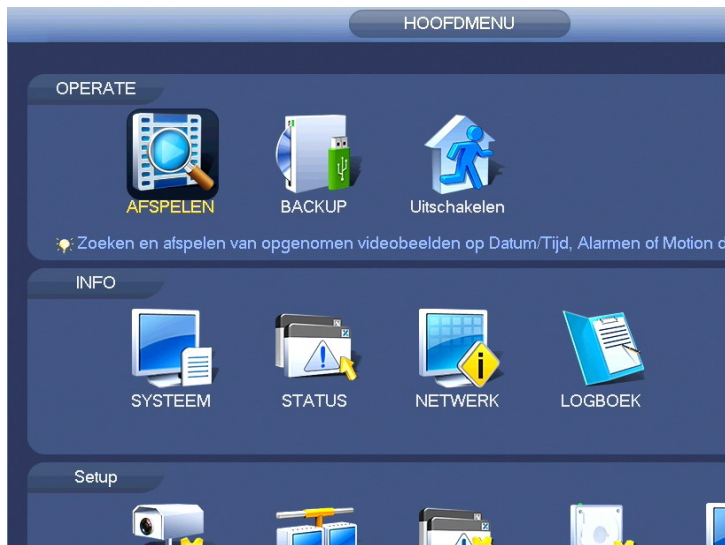 HOOFDMENU
OPERATE
AFSPELEN BACKUP Uitschakelen
Zoeken en afspelen van opgenomen videobeelden op Datum/Tijd, Alarmen of Motion d
INFO
SYSTEEM STATUS NETWERK LOGBOEK
Setup